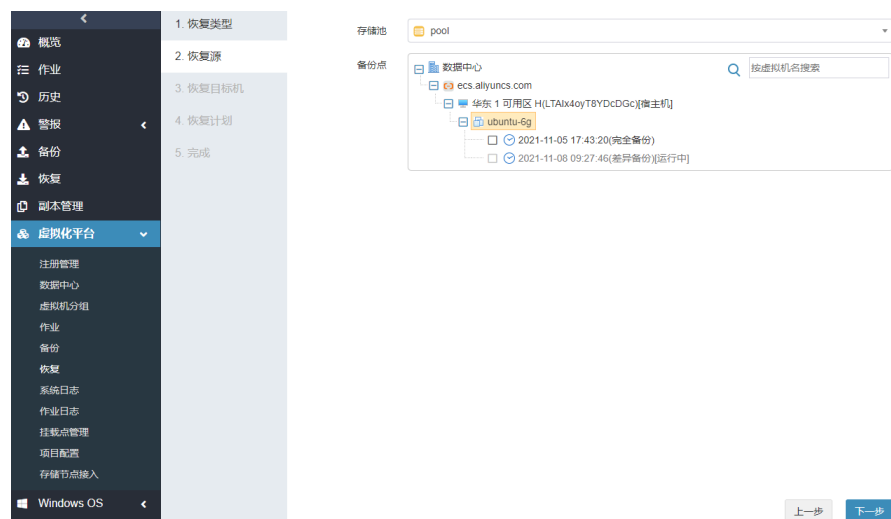 概览
作业
历史
警报
备份
恢复
副本管理
虚拟化平台
注册管理
数据中心
虚拟机分组
作业
备份
恢复
系统日志
作业日志
挂载点管理
项目配置
存储节点接入
Windows OS
1. 恢复类型
2. 恢复源
3. 恢复目标机
4. 恢复计划
5. 完成
存储池
pool
备份点
数据中心
按虚拟机名搜索
ecs.aliyuncs.com
华东 1 可用区 H(LTAIx4oyT8YDcDGc)[宿主机]
ubuntu-6g
2021-11-05 17:43:20(完全备份)
2021-11-08 09:27:46(差异备份)[运行中]
上一步
下一步